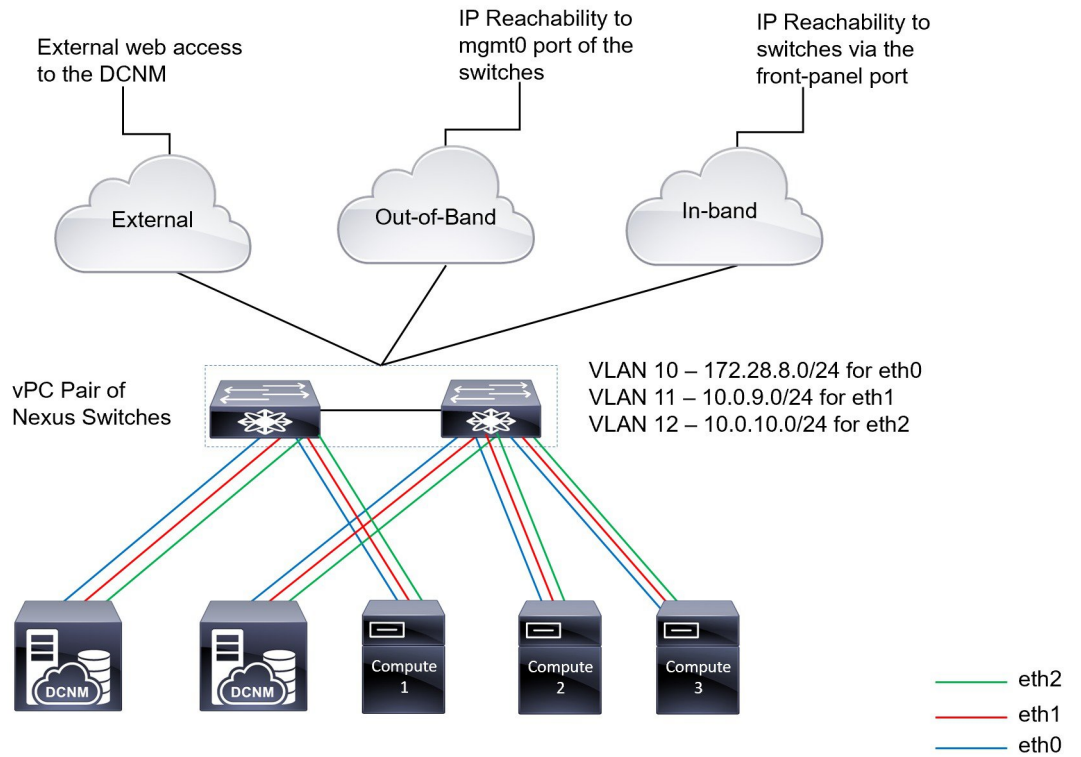 External web access
to the DCNM
IP Reachability to
mgmt0 port of the
switches
IP Reachability to
switches via the
front-panel port
External
Out-of-Band
In-band
vPC Pair of
Nexus Switches
VLAN 10 – 172.28.8.0/24 for eth0
VLAN 11 – 10.0.9.0/24 for eth1
VLAN 12 – 10.0.10.0/24 for eth2
DCNM
DCNM
Compute
1
Compute
2
Compute
3
eth2
eth1
eth0